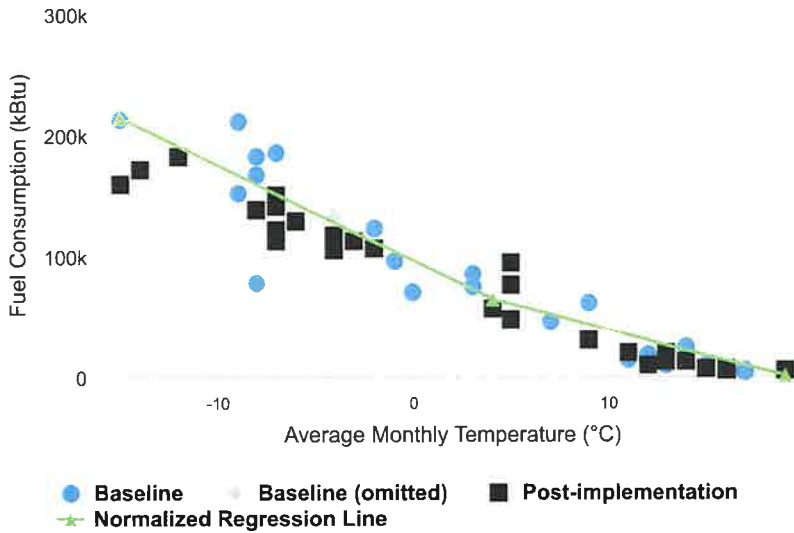 300k
200k
100k
0
Fuel Consumption (kBtu)
-10 0 10
Average Monthly Temperature (°C)
Baseline Baseline (omitted) Post-implementation
Normalized Regression Line